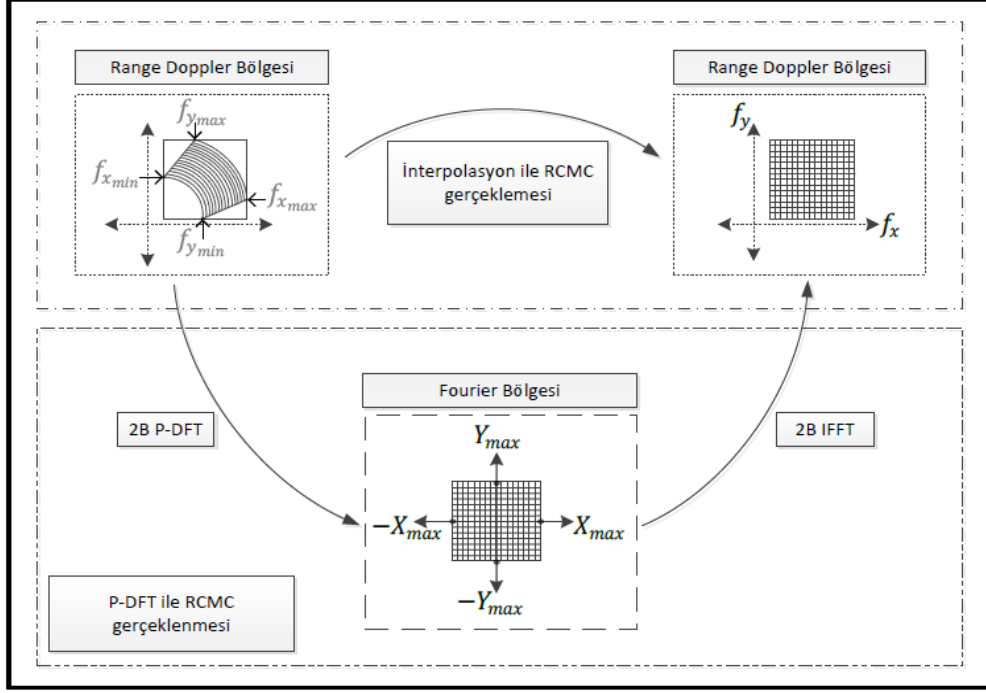 Range Doppler Bölgesi
Range Doppler Bölgesi
f_{y_{max}}
f_{x_{min}}
f_{x_{max}}
f_{y_{min}}
İnterpolasyon ile RCMC
gerçeklemesi
f_y
f_x
Fourier Bölgesi
2B P-DFT
2B IFFT
Y_{max}
−X_{max}
X_{max}
−Y_{max}
P-DFT ile RCMC
gerçeklenmesi